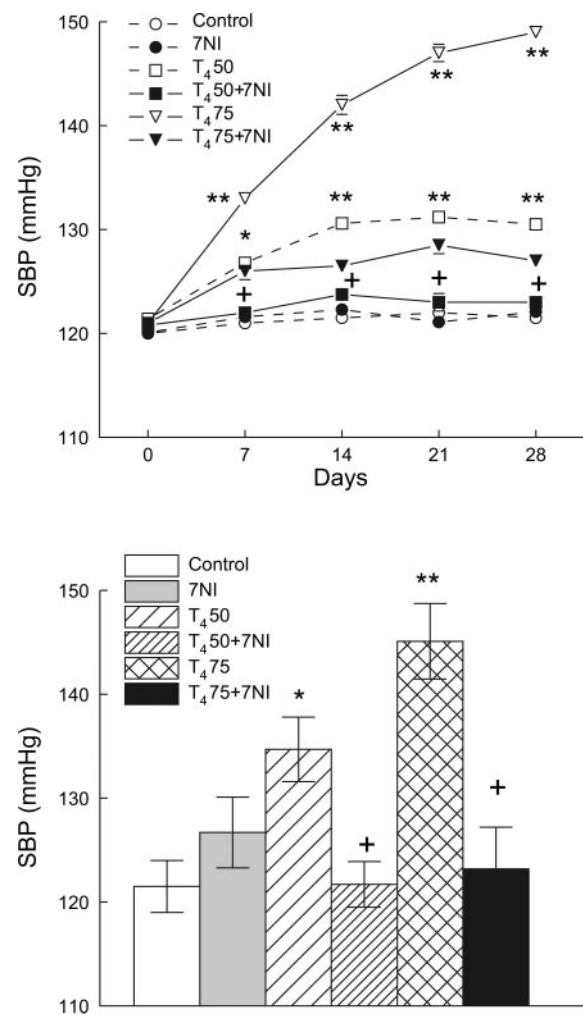 150
140
130
120
110
SBP (mmHg)
Control
7NI
T₄50
T₄50+7NI
T₄75
T₄75+7NI
**
**
**
**
**
*
**
**
**
+
+
+
+
0 7 14 21 28
Days
150
140
130
120
110
SBP (mmHg)
Control
7NI
T₄50
T₄50+7NI
T₄75
T₄75+7NI
*
+
**
+